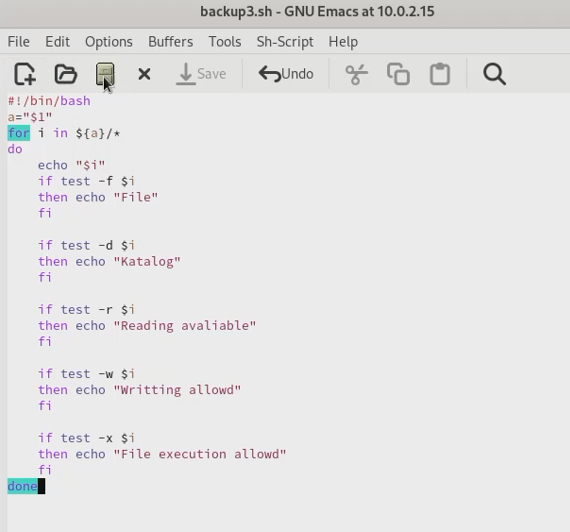 backup3.sh - GNU Emacs at 10.0.2.15
File Edit Options Buffers Tools Sh-Script Help
Save Undo
#!/bin/bash
a="$1"
for i in ${a}/*
do
    echo "$i"
    if test -f $i
    then echo "File"
    fi

    if test -d $i
    then echo "Katalog"
    fi

    if test -r $i
    then echo "Reading avaliable"
    fi

    if test -w $i
    then echo "Writting allowd"
    fi

    if test -x $i
    then echo "File execution allowd"
    fi
done